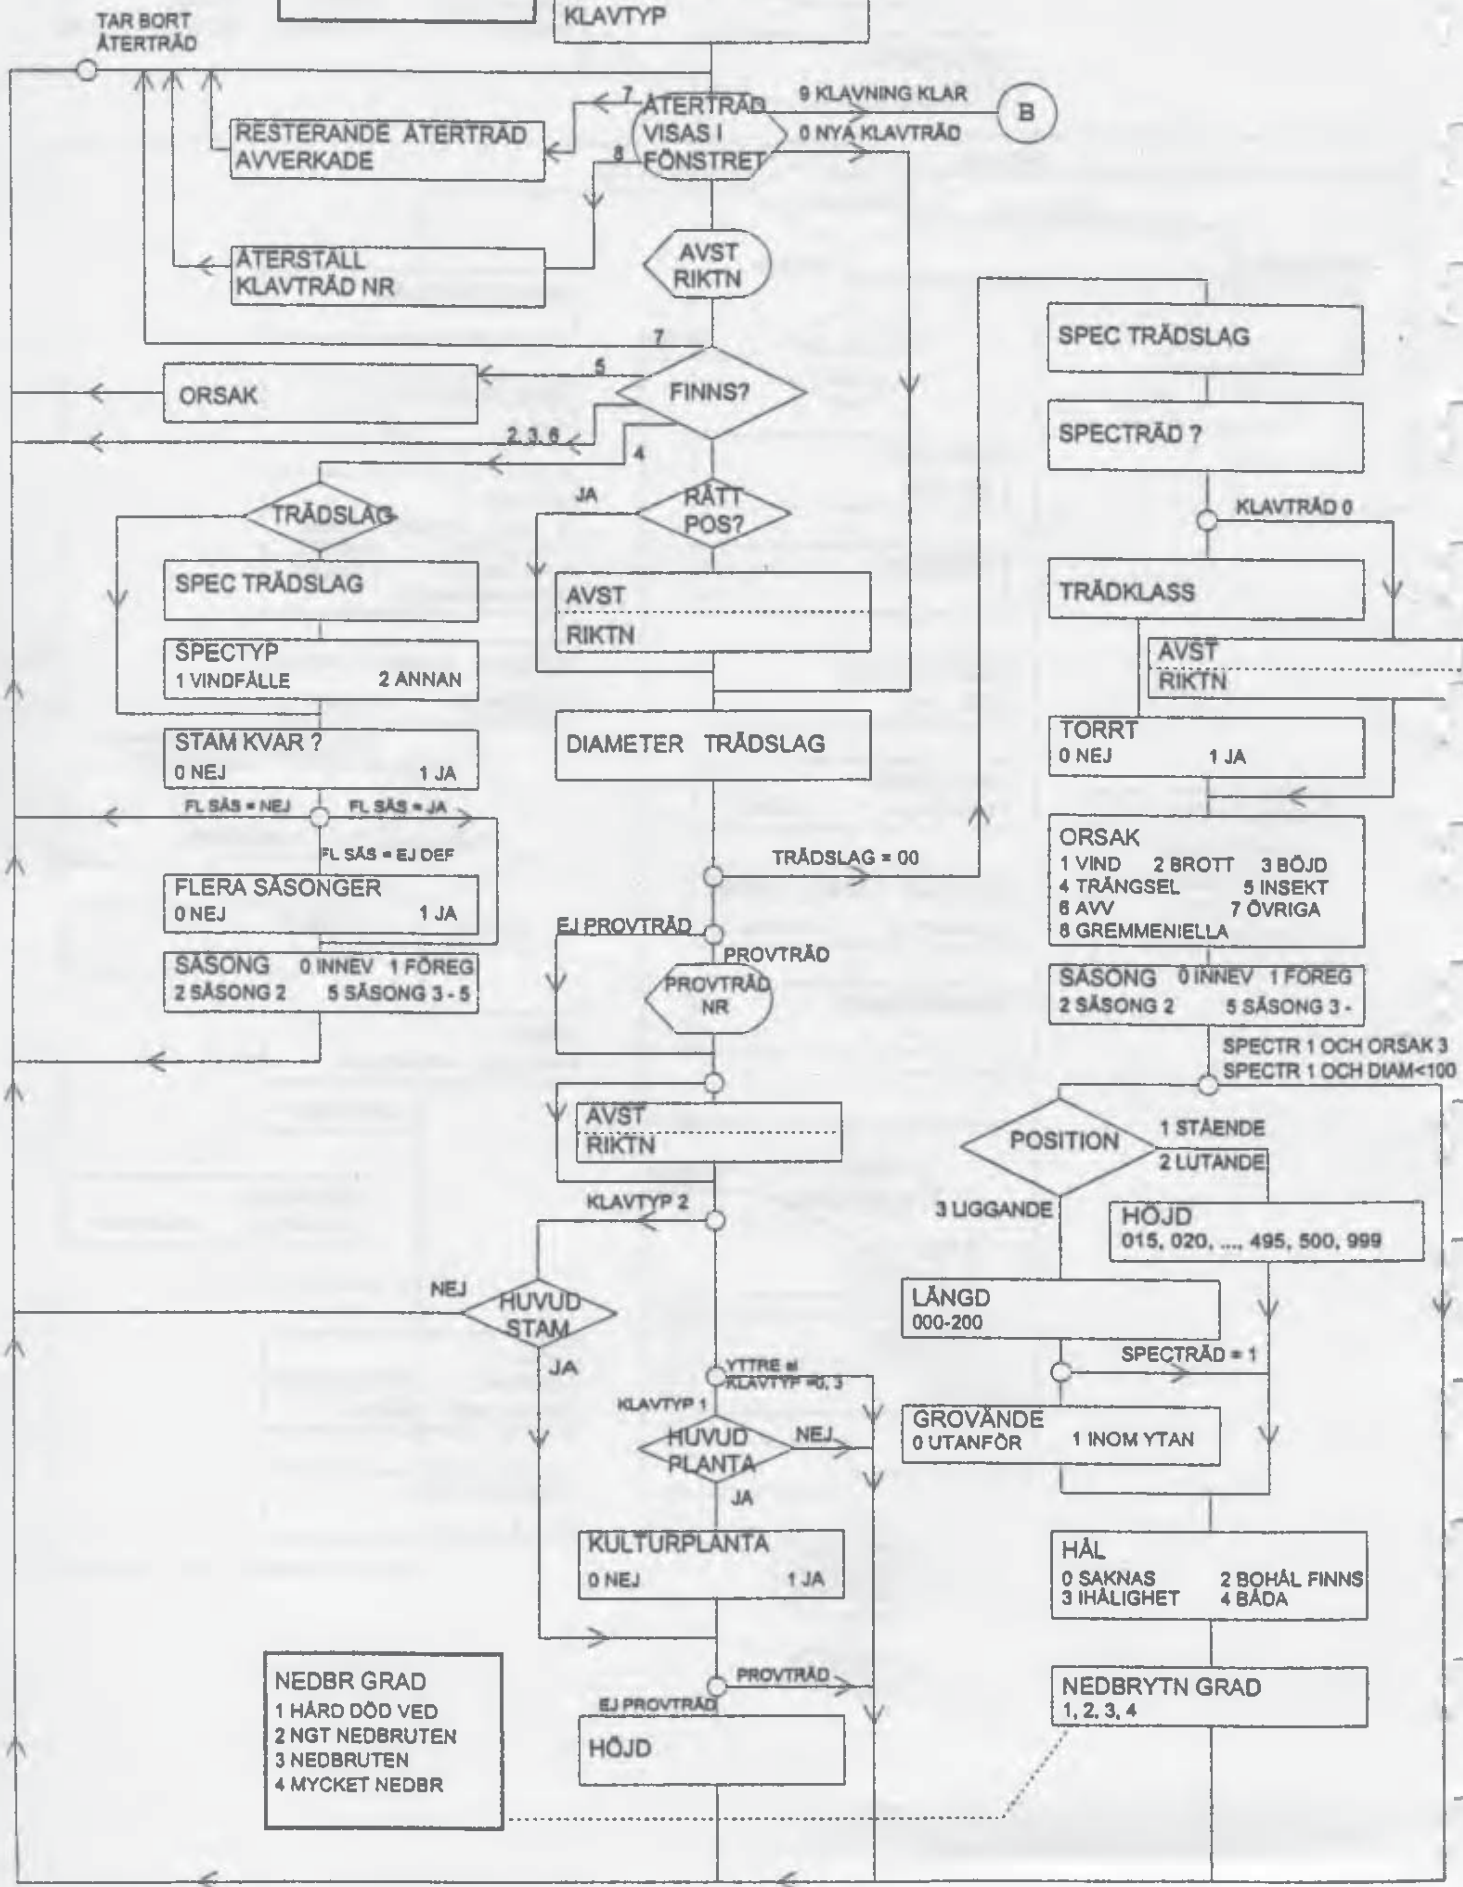 TAR BORT
ÅTERTRÄD
KLAVTYP
7
ÅTERTRÄD
VISAS I
FÖNSTRET
9 KLAVNING KLAR
B
0 NYA KLAVTRÄD
RESTERANDE ÅTERTRÄD
AVVERKADE
8
ÅTERSTÄLL
KLAVTRÄD NR
AVST
RIKTN
7
5
FINNS?
ORSAK
2, 3, 6
4
TRÄDSLAG
JA
RÄTT
POS?
SPEC TRÄDSLAG
AVST
RIKTN
SPECTYP
1 VINDFÄLLE 2 ANNAN
STAM KVAR ?
0 NEJ 1 JA
DIAMETER TRÄDSLAG
FL SÄS = NEJ
FL SÄS = JA
FL SÄS = EJ DEF
FLERA SÄSONGER
0 NEJ 1 JA
SÄSONG 0 INNEV 1 FÖREG
2 SÄSONG 2 5 SÄSONG 3 - 5
TRÄDSLAG = 00
EJ PROVTRÄD
PROVTRÄD
PROVTRÄD
NR
AVST
RIKTN
KLAVTYP 2
NEJ
HUVUD
STAM
JA
YTTRE el
KLAVTYP =0, 3
KLAVTYP 1
HUVUD
PLANTA
NEJ
JA
KULTURPLANTA
0 NEJ 1 JA
PROVTRÄD
EJ PROVTRÄD
HÖJD
SPEC TRÄDSLAG
SPECTRÄD ?
KLAVTRÄD 0
TRÄDKLASS
AVST
RIKTN
TORRT
0 NEJ 1 JA
ORSAK
1 VIND 2 BROTT 3 BÖJD
4 TRÄNGSEL 5 INSEKT
6 AVV 7 ÖVRIGA
8 GREMMENIELLA
SÄSONG 0 INNEV 1 FÖREG
2 SÄSONG 2 5 SÄSONG 3 -
SPECTR 1 OCH ORSAK 3
SPECTR 1 OCH DIAM<100
POSITION
1 STÅENDE
2 LUTANDE
3 LIGGANDE
HÖJD
015, 020, ..., 495, 500, 999
LÄNGD
000-200
SPECTRÄD = 1
GROVÄNDE
0 UTANFÖR 1 INOM YTAN
HÅL
0 SAKNAS 2 BOHÅL FINNS
3 IHÅLIGHET 4 BÅDA
NEDBRYTN GRAD
1, 2, 3, 4
NEDBR GRAD
1 HÅRD DÖD VED
2 NGT NEDBRUTEN
3 NEDBRUTEN
4 MYCKET NEDBR